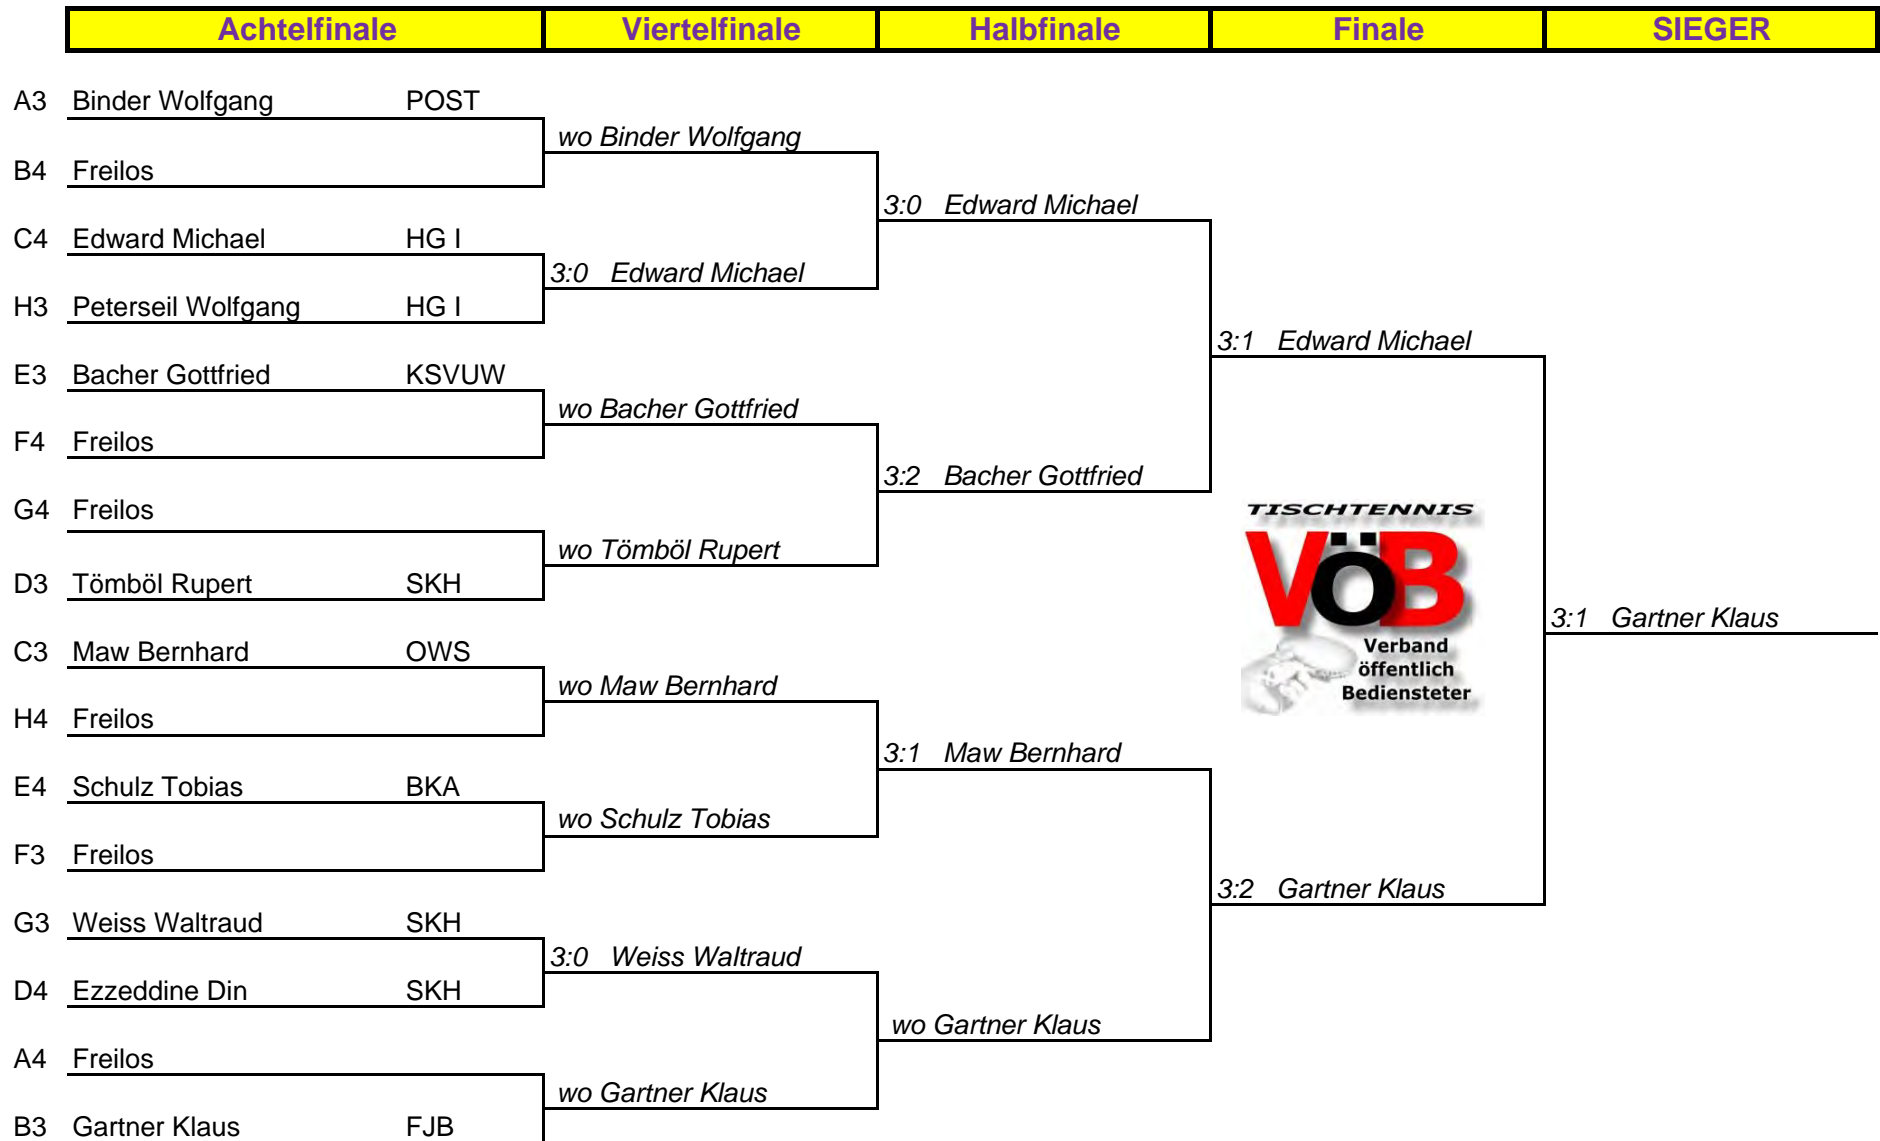 Achtelfinale Viertelfinale Halbfinale Finale SIEGER
A3 Binder Wolfgang POST
wo Binder Wolfgang
B4 Freilos
3:0 Edward Michael
C4 Edward Michael HG I
3:0 Edward Michael
H3 Peterseil Wolfgang HG I
3:1 Edward Michael
E3 Bacher Gottfried KSVUW
wo Bacher Gottfried
F4 Freilos
3:2 Bacher Gottfried
G4 Freilos
TISCHTENNIS
VÖB
Verband
öffentlich
Bediensteter
wo Tömböl Rupert
D3 Tömböl Rupert SKH
3:1 Gartner Klaus
C3 Maw Bernhard OWS
wo Maw Bernhard
H4 Freilos
3:1 Maw Bernhard
E4 Schulz Tobias BKA
wo Schulz Tobias
F3 Freilos
3:2 Gartner Klaus
G3 Weiss Waltraud SKH
3:0 Weiss Waltraud
D4 Ezzeddine Din SKH
wo Gartner Klaus
A4 Freilos
wo Gartner Klaus
B3 Gartner Klaus FJB